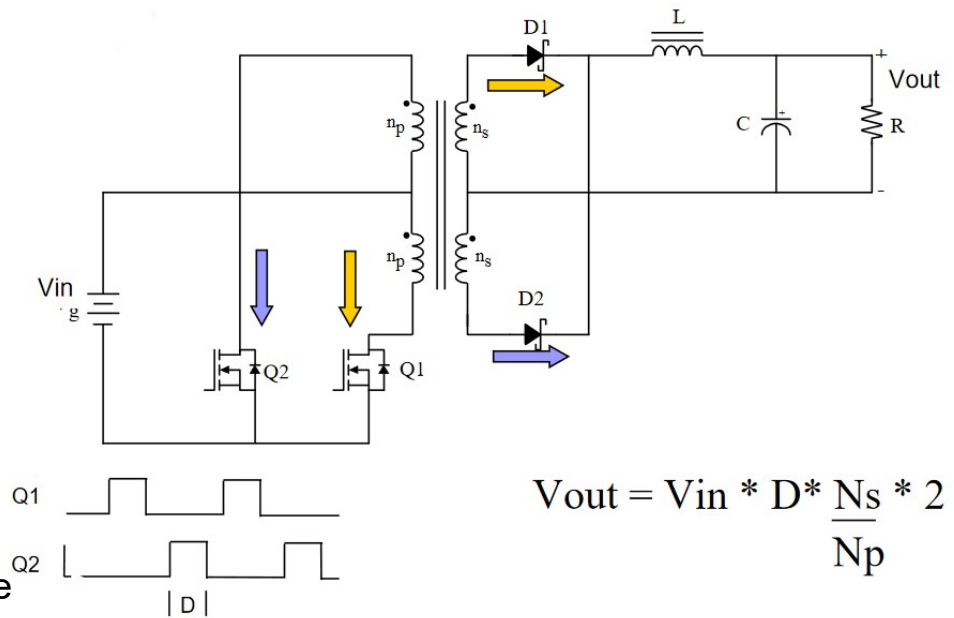 D1
L
+
Vout
np
ns
C
+
R
-
np
ns
Vin
g
D2
Q2
Q1
Q1
Vout = Vin * D* Ns * 2
Np
Q2
e
| D |